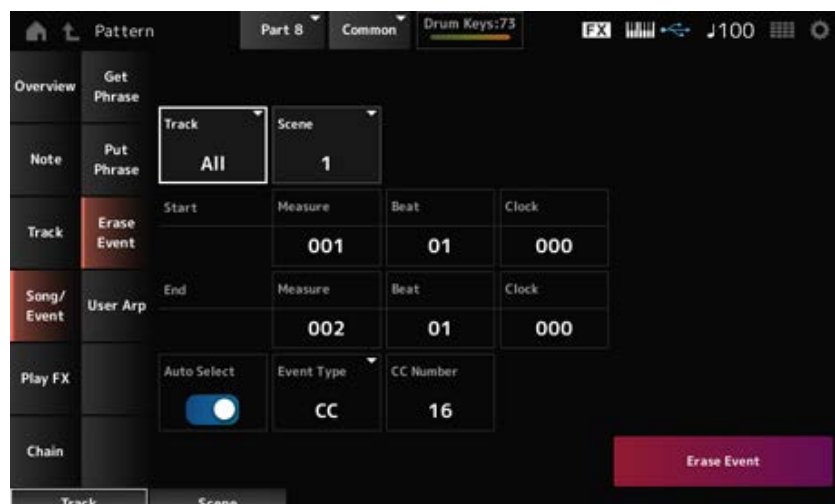 Pattern
Part 8
Common
Drum Keys:73
FX
♩100
Overview
Get
Phrase
Track
Scene
All
1
Note
Put
Phrase
Start
Measure
Beat
Clock
001
01
000
Track
Erase
Event
End
Measure
Beat
Clock
002
01
000
Song/
Event
User Arp
Auto Select
Event Type
CC Number
CC
16
Play FX
Chain
Erase Event
Track
Scene